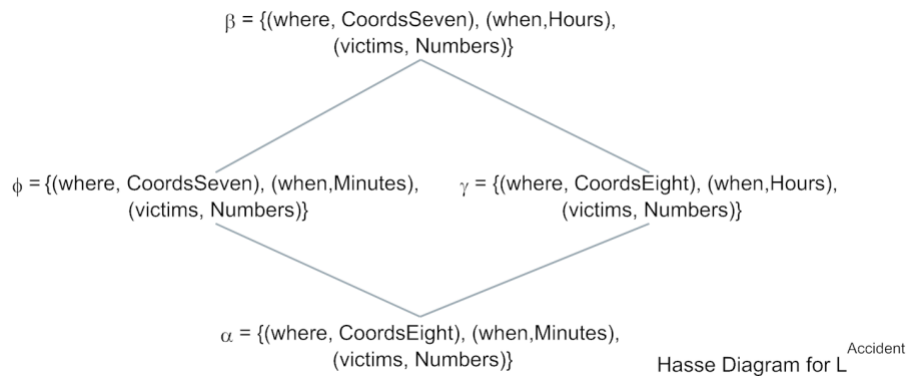 β = {(where, CoordsSeven), (when,Hours),
(victims, Numbers)}
ϕ = {(where, CoordsSeven), (when,Minutes),
(victims, Numbers)}
γ = {(where, CoordsEight), (when,Hours),
(victims, Numbers)}
α = {(where, CoordsEight), (when,Minutes),
(victims, Numbers)}
Hasse Diagram for L^Accident